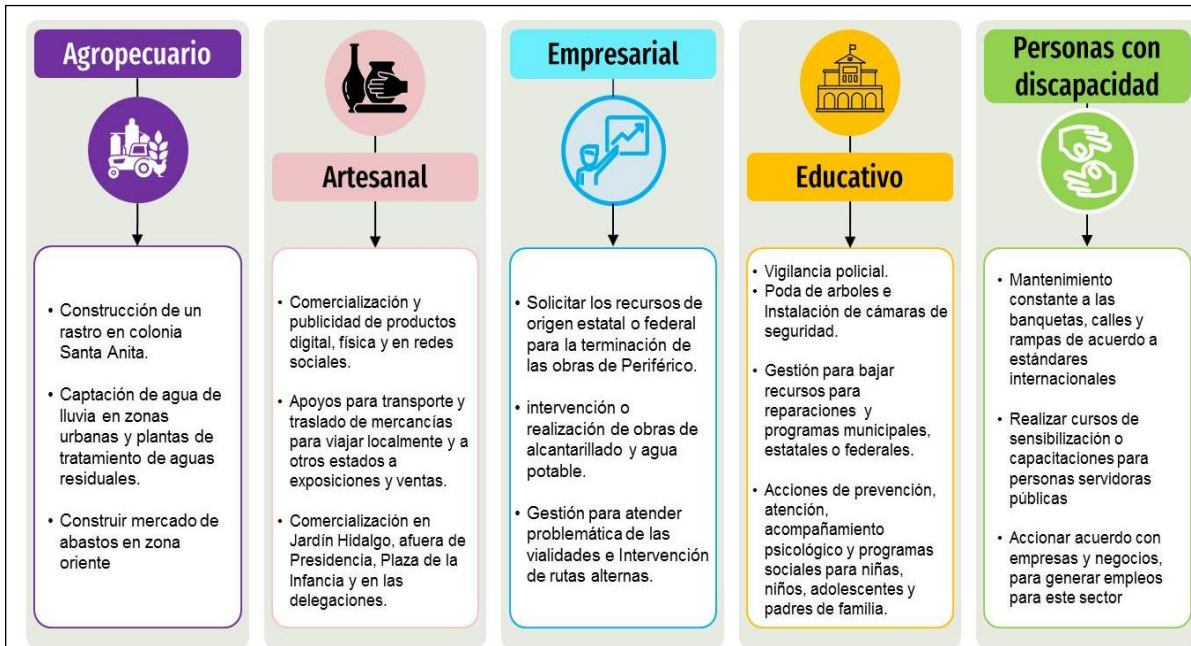 Agropecuario
Construcción de un
rastro en colonia
Santa Anita.
Captación de agua de
lluvia en zonas
urbanas y plantas de
tratamiento de aguas
residuales.
Construir mercado de
abastos en zona
oriente
Artesanal
Comercialización y
publicidad de productos
digital, física y en redes
sociales.
Apoyos para transporte y
traslado de mercancías
para viajar localmente y a
otros estados a
exposiciones y ventas.
Comercialización en
Jardín Hidalgo, afuera de
Presidencia, Plaza de la
Infancia y en las
delegaciones.
Empresarial
Solicitar los recursos de
origen estatal o federal
para la terminación de
las obras de Periférico.
intervención o
realización de obras de
alcantarillado y agua
potable.
Gestión para atender
problemática de las
vialidades e Intervención
de rutas alternas.
Educativo
Vigilancia policial.
Poda de arboles e
Instalación de cámaras de
seguridad.
Gestión para bajar
recursos para
reparaciones y
programas municipales,
estatales o federales.
Acciones de prevención,
atención,
acompañamiento
psicológico y programas
sociales para niñas,
niños, adolescentes y
padres de familia.
Personas con
discapacidad
Mantenimiento
constante a las
banquetas, calles y
rampas de acuerdo a
estándares
internacionales
Realizar cursos de
sensibilización o
capacitaciones para
personas servidoras
públicas
Accionar acuerdo con
empresas y negocios,
para generar empleos
para este sector